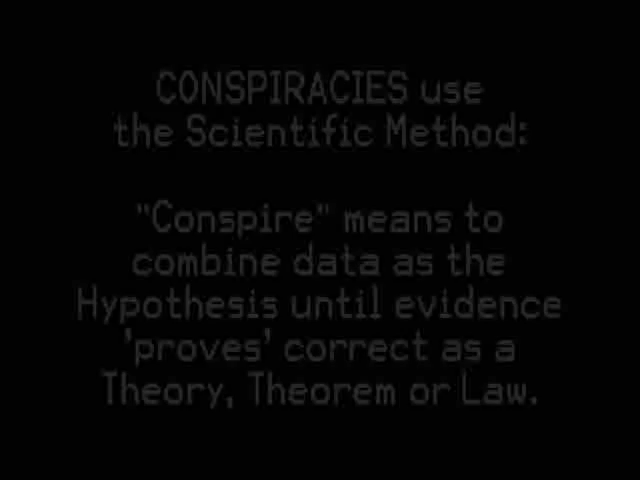 CONSPIRACIES use
the Scientific Method:
"Conspire" means to
combine data as the
Hypothesis until evidence
'proves' correct as a
Theory, Theorem or Law.